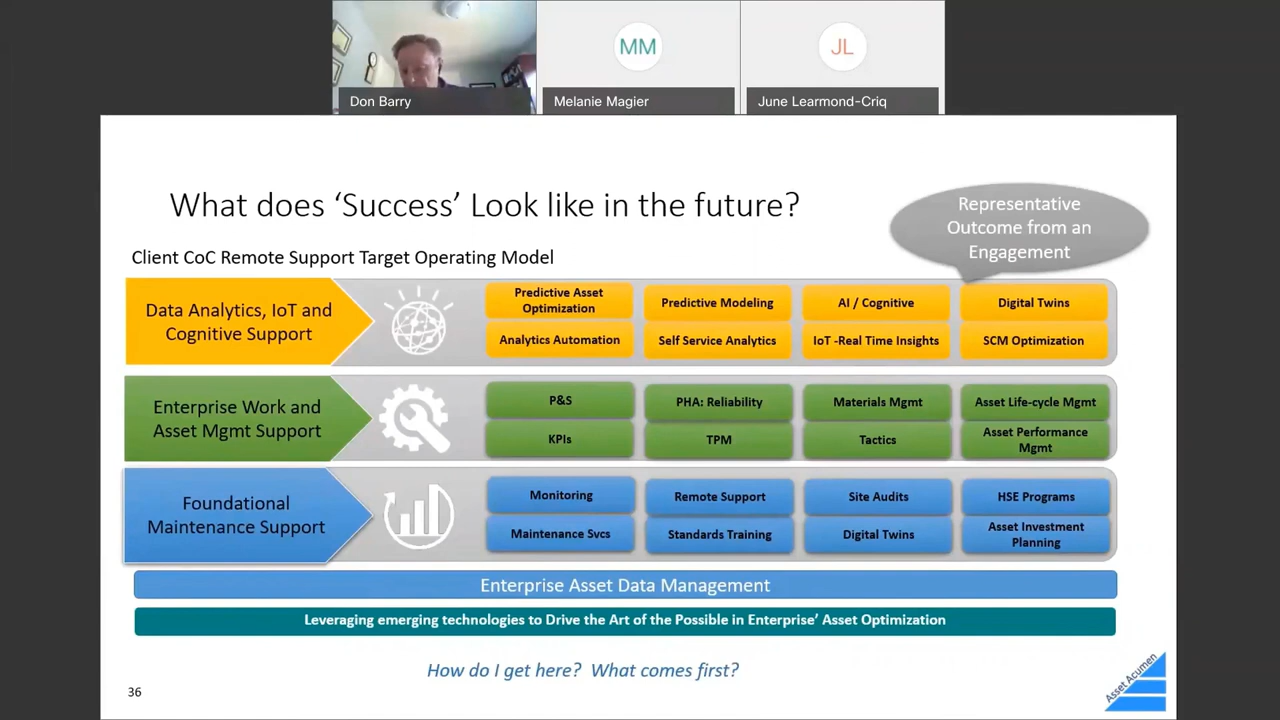 Don Barry
MM
Melanie Magier
JL
June Learmond-Criq
What does ‘Success’ Look like in the future?
Representative
Outcome from an
Engagement
Client CoC Remote Support Target Operating Model
Data Analytics, IoT and
Cognitive Support
Predictive Asset
Optimization
Predictive Modeling
AI / Cognitive
Digital Twins
Analytics Automation
Self Service Analytics
IoT -Real Time Insights
SCM Optimization
Enterprise Work and
Asset Mgmt Support
P&S
PHA: Reliability
Materials Mgmt
Asset Life-cycle Mgmt
KPIs
TPM
Tactics
Asset Performance
Mgmt
Foundational
Maintenance Support
Monitoring
Remote Support
Site Audits
HSE Programs
Maintenance Svcs
Standards Training
Digital Twins
Asset Investment
Planning
Enterprise Asset Data Management
Leveraging emerging technologies to Drive the Art of the Possible in Enterprise’ Asset Optimization
How do I get here? What comes first?
36
Asset Acumen